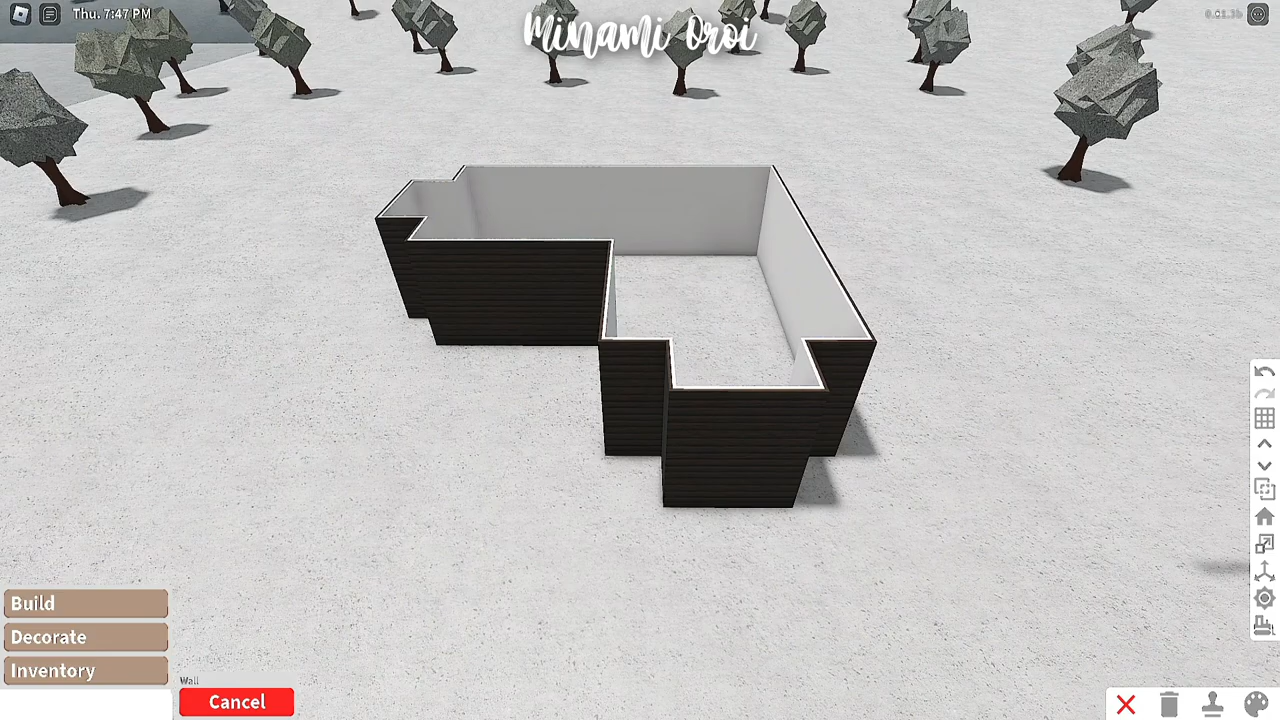 Thu. 7:47 PM
Minami Oroi
Build
Decorate
Inventory
Wall
Cancel